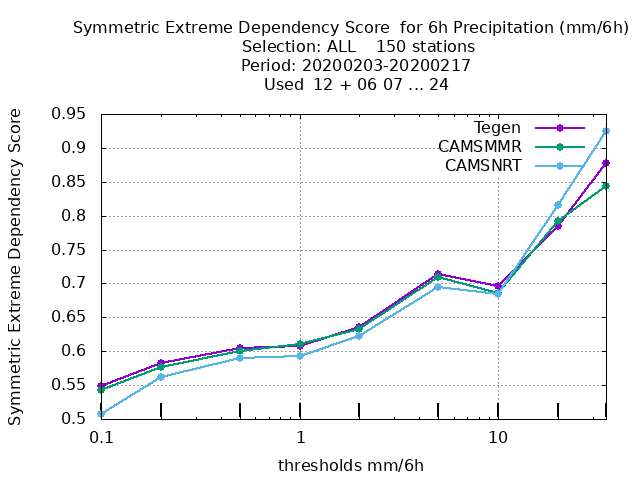 Symmetric Extreme Dependency Score  for 6h Precipitation (mm/6h)
Selection: ALL    150 stations
Period: 20200203-20200217
Used  12 + 06 07 ... 24
Symmetric Extreme Dependency Score
0.95
0.9
0.85
0.8
0.75
0.7
0.65
0.6
0.55
0.5
Tegen
CAMSMMR
CAMSNRT
0.1
1
10
thresholds mm/6h